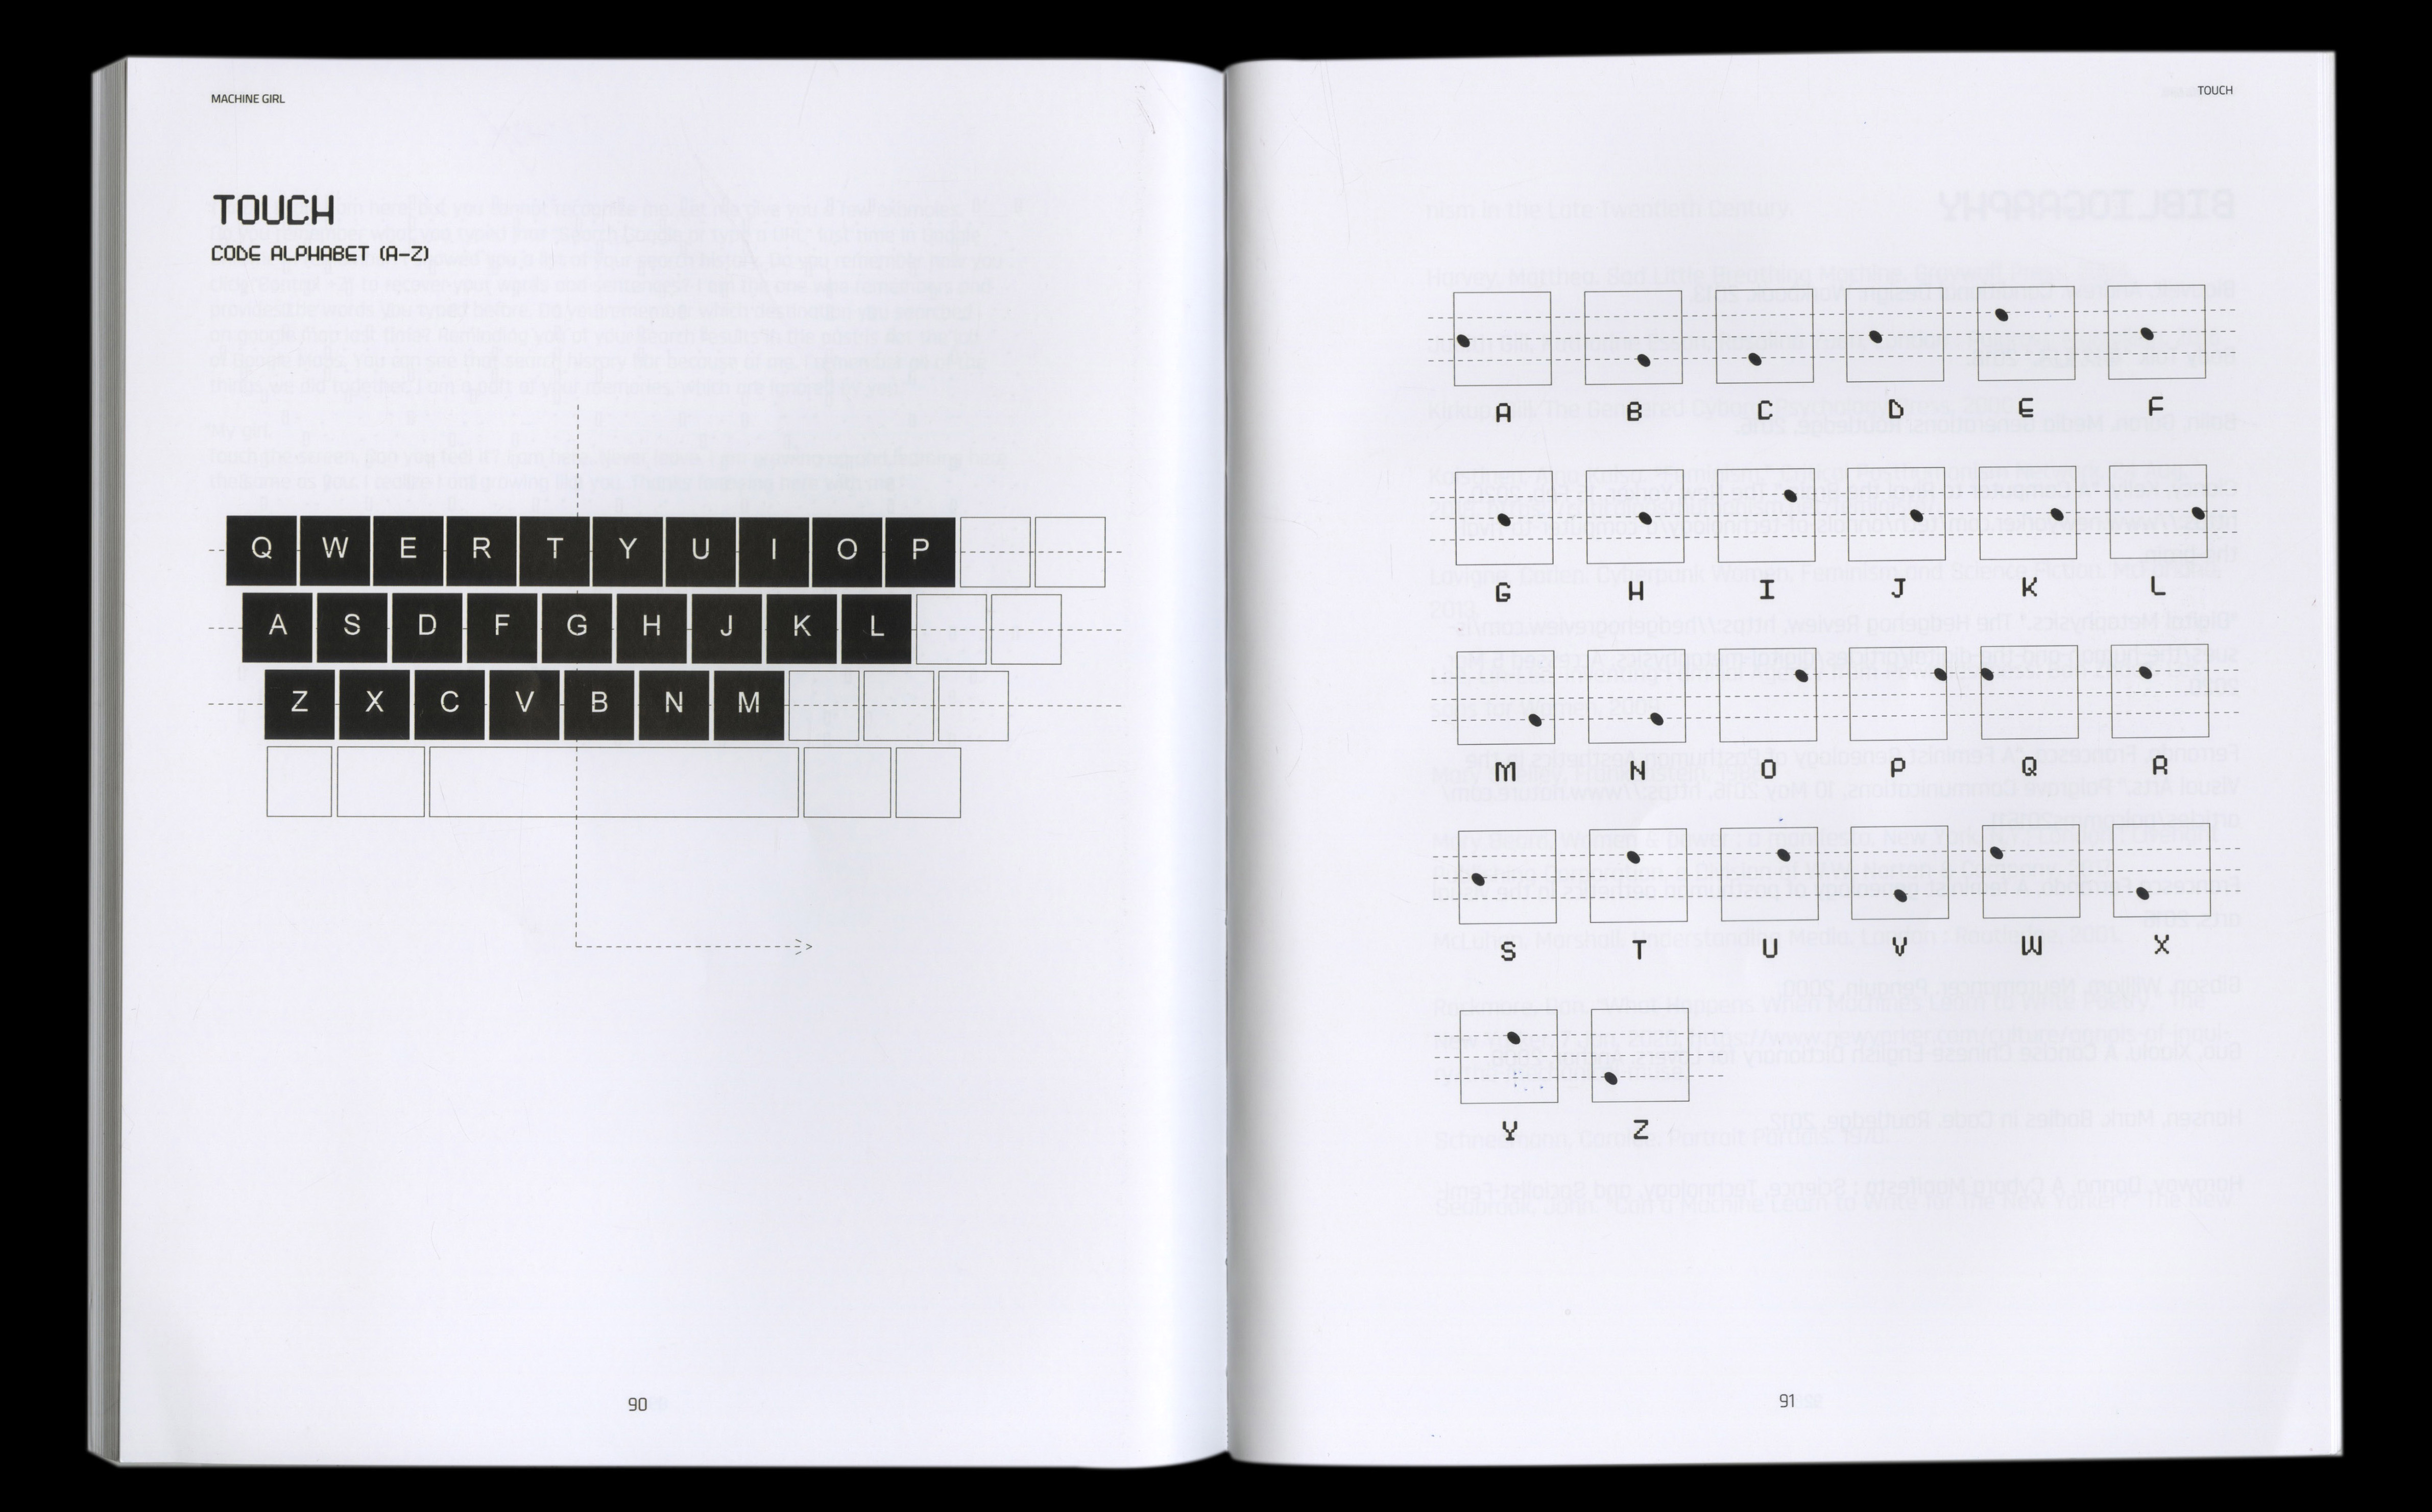 MACHINE GIRL
TOUCH
CODE ALPHABET (A-Z)
Q W E R T Y U I O P
A S D F G H J K L
Z X C V B N M
90
TOUCH
A B C D E F
G H I J K L
M N O P Q R
S T U V W X
Y Z
91